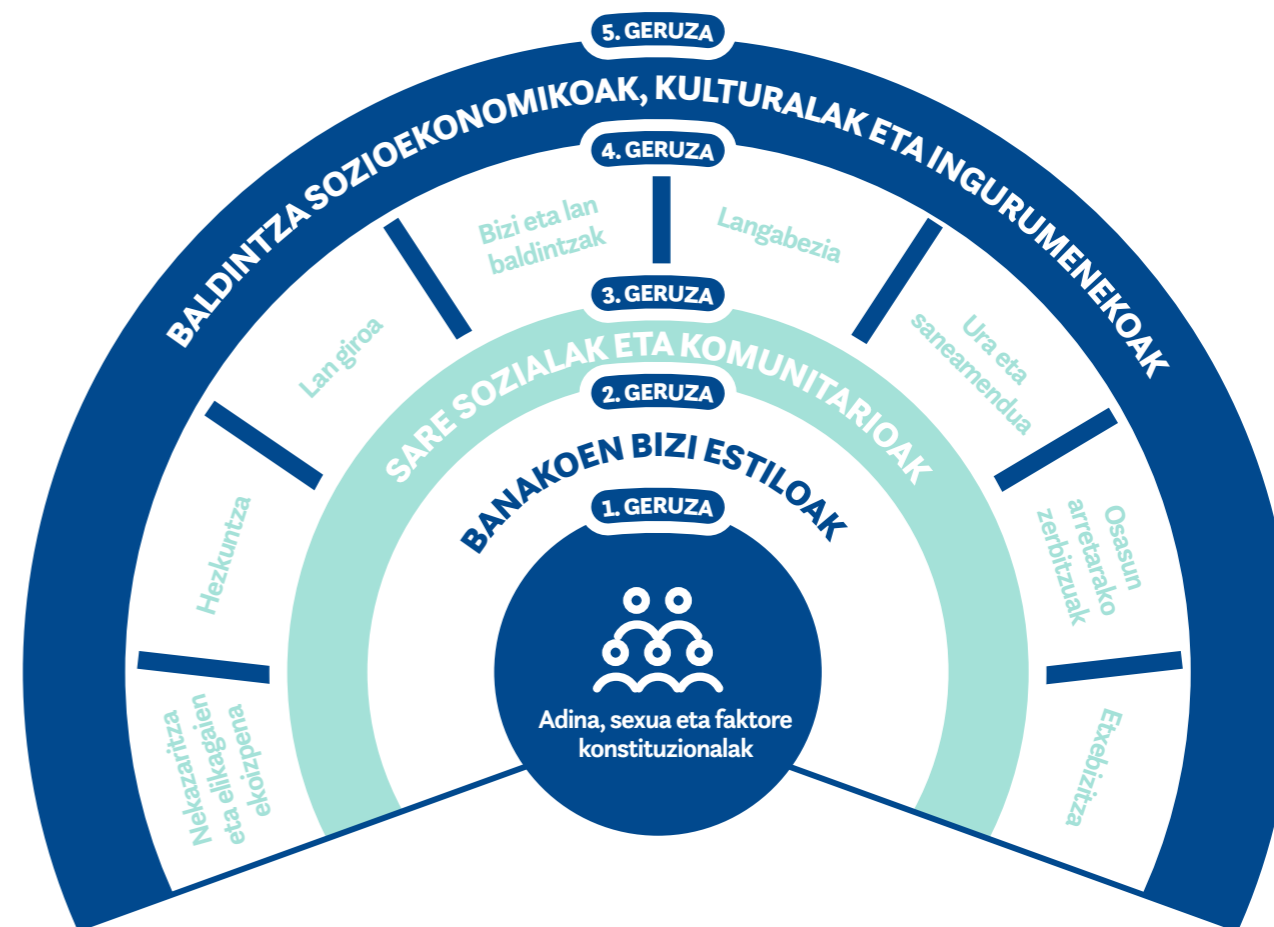 5. GERUZA
BALDINTZA SOZIOEKONOMIKOAK, KULTURALAK ETA INGURUMENEKOAK
4. GERUZA
Nekazaritza
eta elikagaien
ekoizpena
Hezkuntza
Lan giroa
Bizi eta lan
baldintzak
Langabezia
Ura eta
saneamendua
Osasun
arretarako
zerbitzuak
Etxebizitza
3. GERUZA
SARE SOZIALAK ETA KOMUNITARIOAK
2. GERUZA
BANAKOEN BIZI ESTILOAK
1. GERUZA
Adina, sexua eta faktore
konstituzionalak